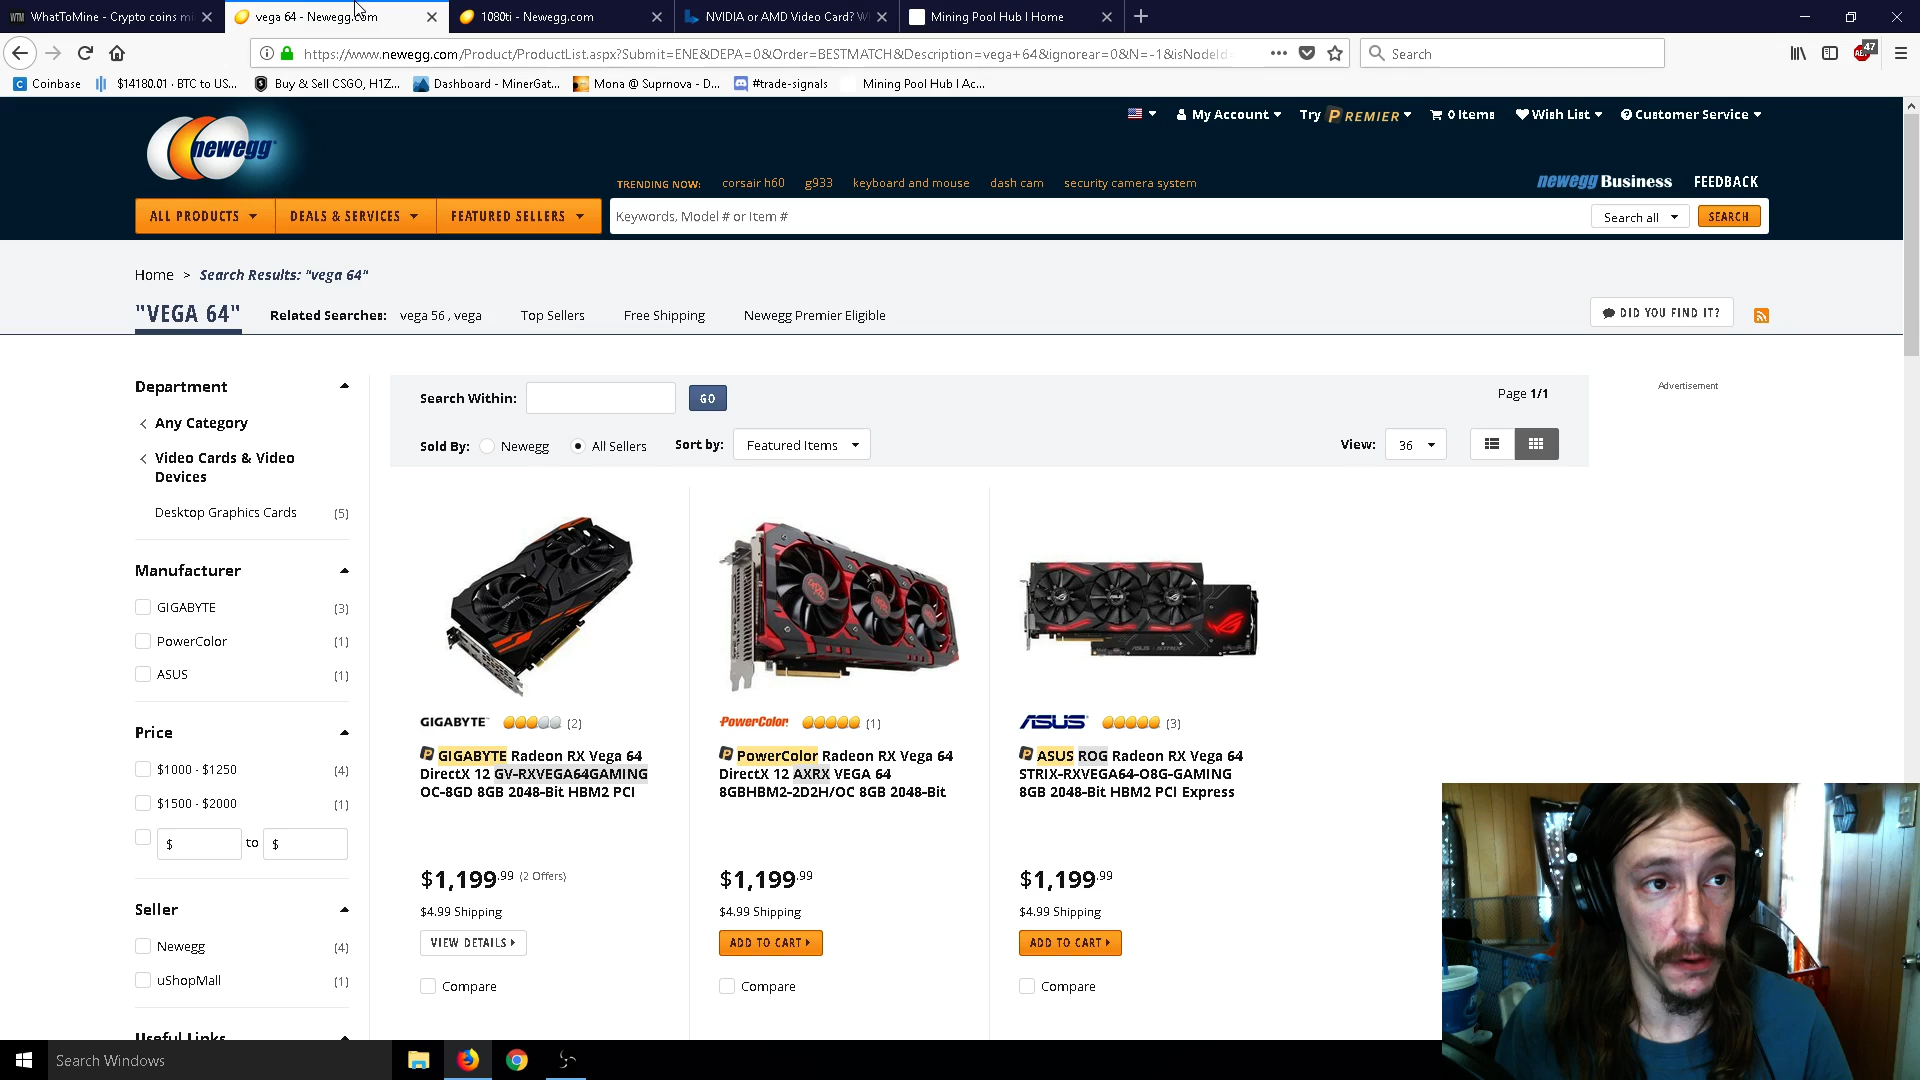 WhatToMine - Crypto coins mi
vega 64 - Newegg.com
1080ti - Newegg.com
NVIDIA or AMD Video Card? W
Mining Pool Hub | Home
https://www.newegg.com/Product/ProductList.aspx?Submit=ENE&DEPA=0&Order=BESTMATCH&Description=vega+64&ignorear=0&N=-1&isNodeId=
Search
47
Coinbase
$14180.01 · BTC to US...
Buy & Sell CSGO, H1Z...
Dashboard - MinerGat...
Mona @ Suprnova - D...
#trade-signals
Mining Pool Hub | Ac...
newegg
My Account
Try PREMIER
0 Items
Wish List
Customer Service
TRENDING NOW:
corsair h60
g933
keyboard and mouse
dash cam
security camera system
newegg Business
FEEDBACK
ALL PRODUCTS
DEALS & SERVICES
FEATURED SELLERS
Keywords, Model # or Item #
Search all
SEARCH
Home > Search Results: "vega 64"
"VEGA 64"
Related Searches: vega 56 , vega
Top Sellers
Free Shipping
Newegg Premier Eligible
DID YOU FIND IT?
Department
Any Category
Video Cards & Video
Devices
Desktop Graphics Cards (5)
Manufacturer
GIGABYTE (3)
PowerColor (1)
ASUS (1)
Price
$1000 - $1250 (4)
$1500 - $2000 (1)
$ to $
Seller
Newegg (4)
uShopMall (1)
Useful Links
Search Within:
GO
Page 1/1
Sold By: Newegg All Sellers
Sort by: Featured Items
View: 36
Advertisement
GIGABYTE (2)
GIGABYTE Radeon RX Vega 64
DirectX 12 GV-RXVEGA64GAMING
OC-8GD 8GB 2048-Bit HBM2 PCI
$1,199.99 (2 Offers)
$4.99 Shipping
VIEW DETAILS
Compare
PowerColor (1)
PowerColor Radeon RX Vega 64
DirectX 12 AXRX VEGA 64
8GBHBM2-2D2H/OC 8GB 2048-Bit
$1,199.99
$4.99 Shipping
ADD TO CART
Compare
ASUS (3)
ASUS ROG Radeon RX Vega 64
STRIX-RXVEGA64-O8G-GAMING
8GB 2048-Bit HBM2 PCI Express
$1,199.99
$4.99 Shipping
ADD TO CART
Compare
Search Windows